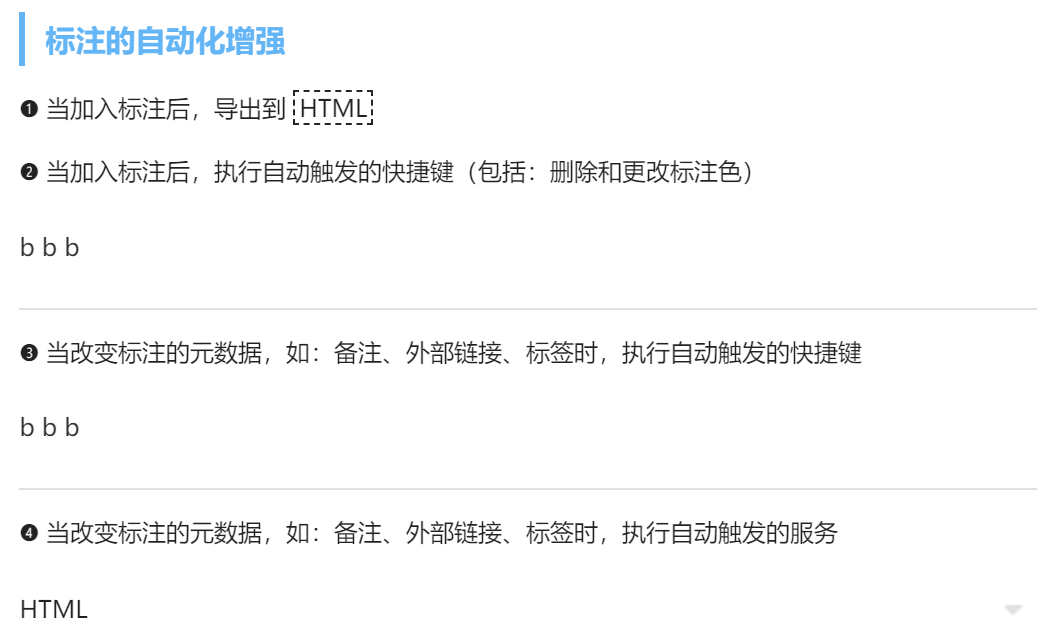 标注的自动化增强
❶ 当加入标注后，导出到 HTML
❷ 当加入标注后，执行自动触发的快捷键（包括：删除和更改标注色）
b b b
❸ 当改变标注的元数据，如：备注、外部链接、标签时，执行自动触发的快捷键
b b b
❹ 当改变标注的元数据，如：备注、外部链接、标签时，执行自动触发的服务
HTML